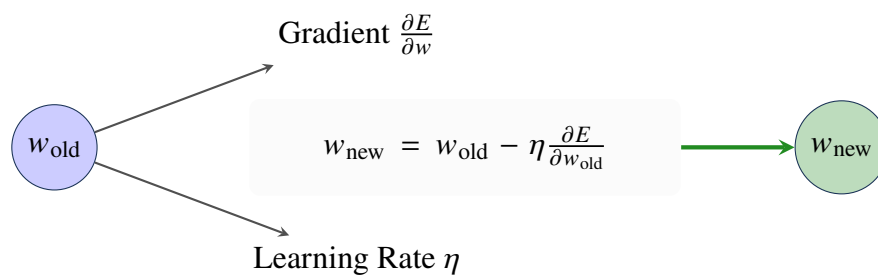 Gradient ∂E/∂w
w_old
w_new = w_old − η ∂E/∂w_old
w_new
Learning Rate η